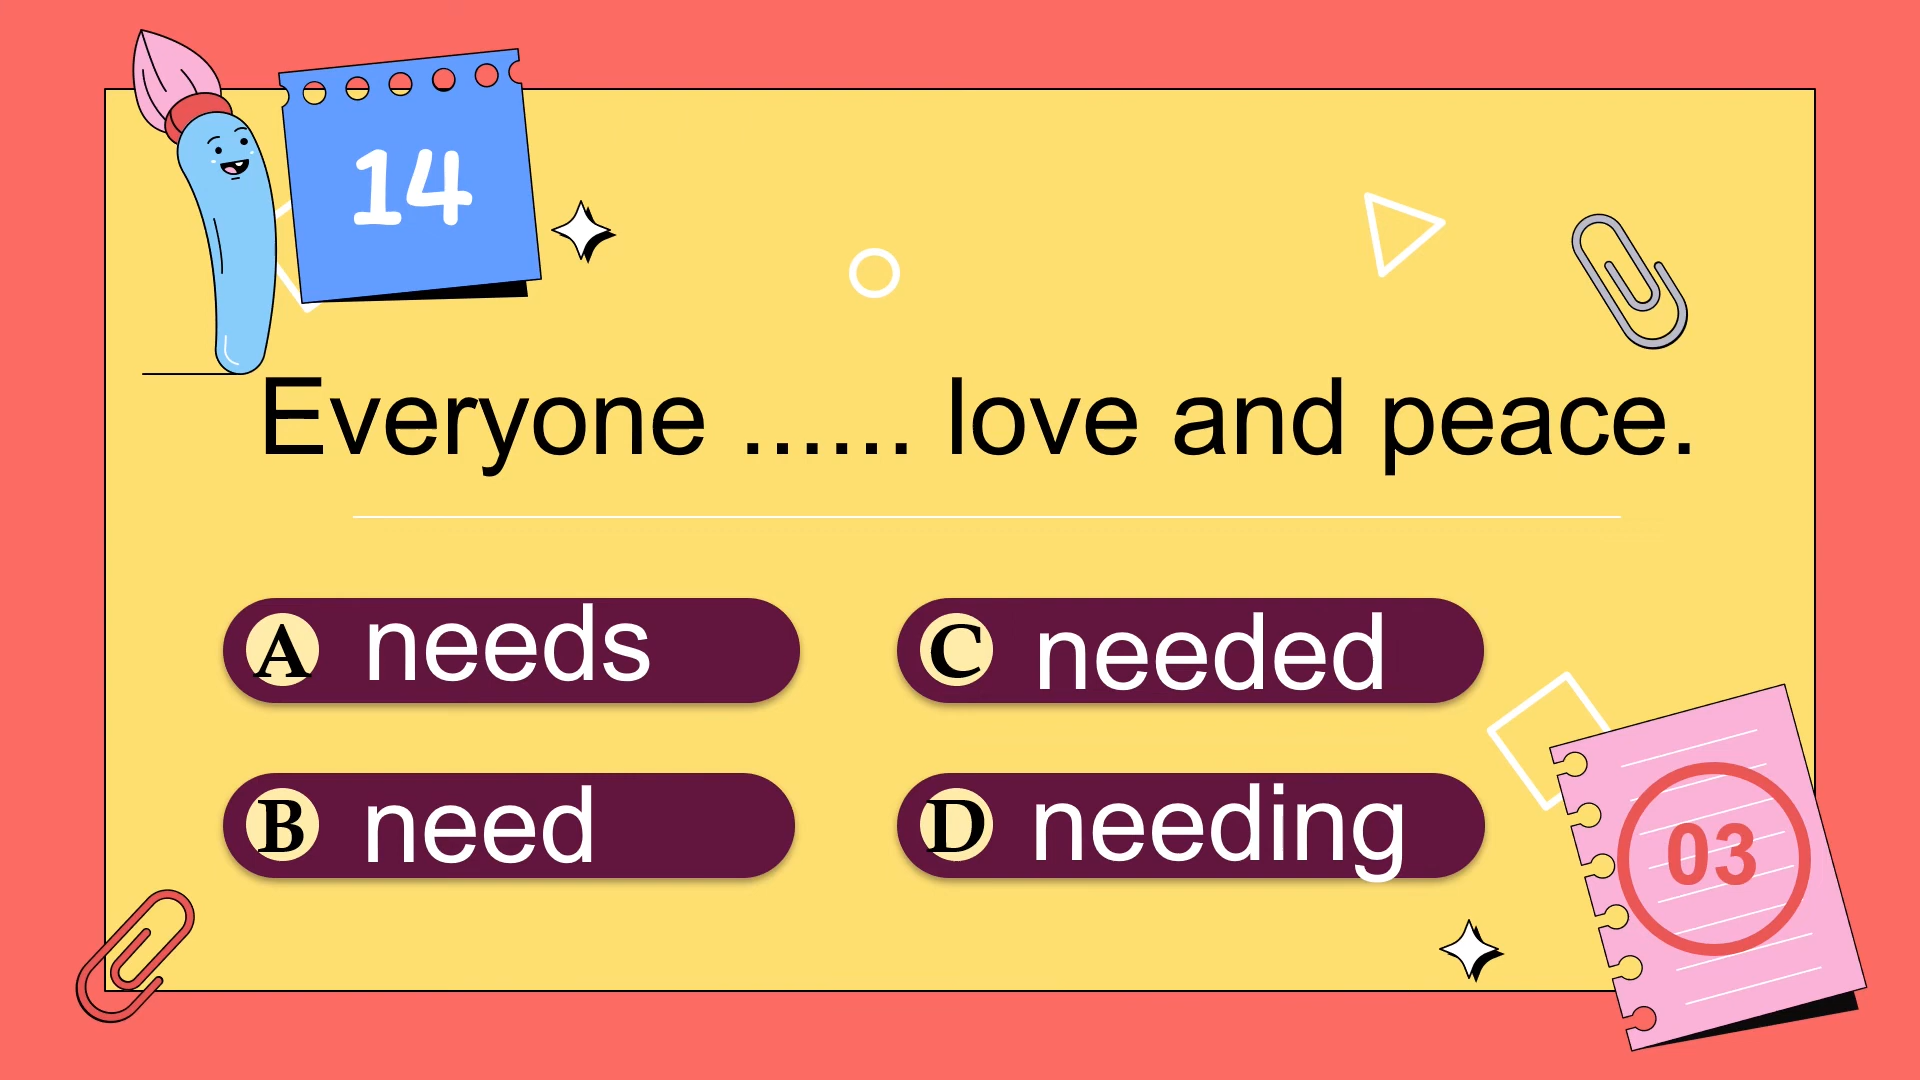 14
Everyone ...... love and peace.
A needs
C needed
B need
D needing
03